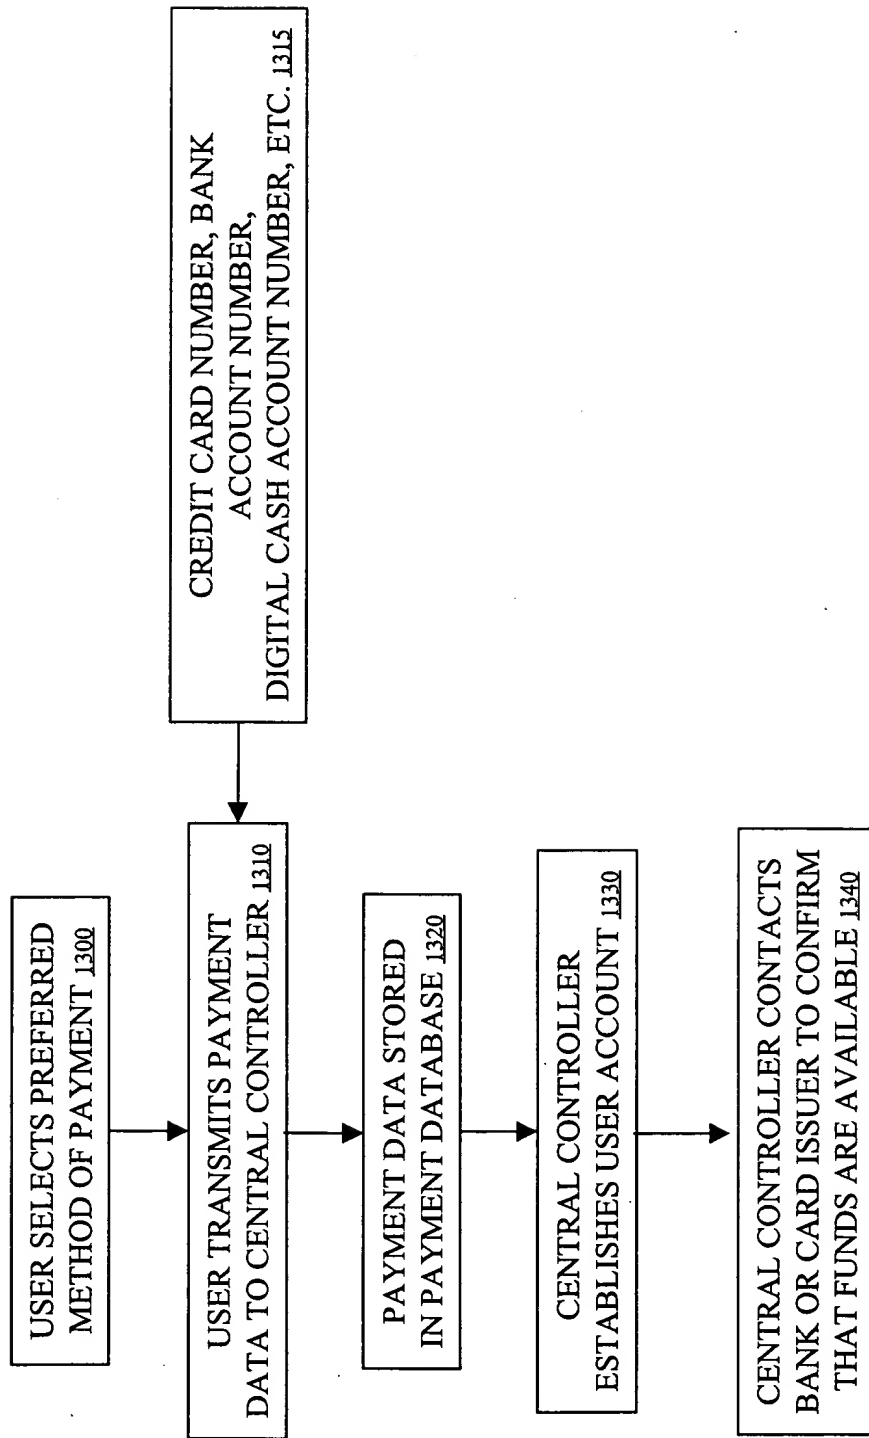 USER SELECTS PREFERRED
METHOD OF PAYMENT 1300
USER TRANSMITS PAYMENT
DATA TO CENTRAL CONTROLLER 1310
CREDIT CARD NUMBER, BANK
ACCOUNT NUMBER,
DIGITAL CASH ACCOUNT NUMBER, ETC. 1315
PAYMENT DATA STORED
IN PAYMENT DATABASE 1320
CENTRAL CONTROLLER
ESTABLISHES USER ACCOUNT 1330
CENTRAL CONTROLLER CONTACTS
BANK OR CARD ISSUER TO CONFIRM
THAT FUNDS ARE AVAILABLE 1340